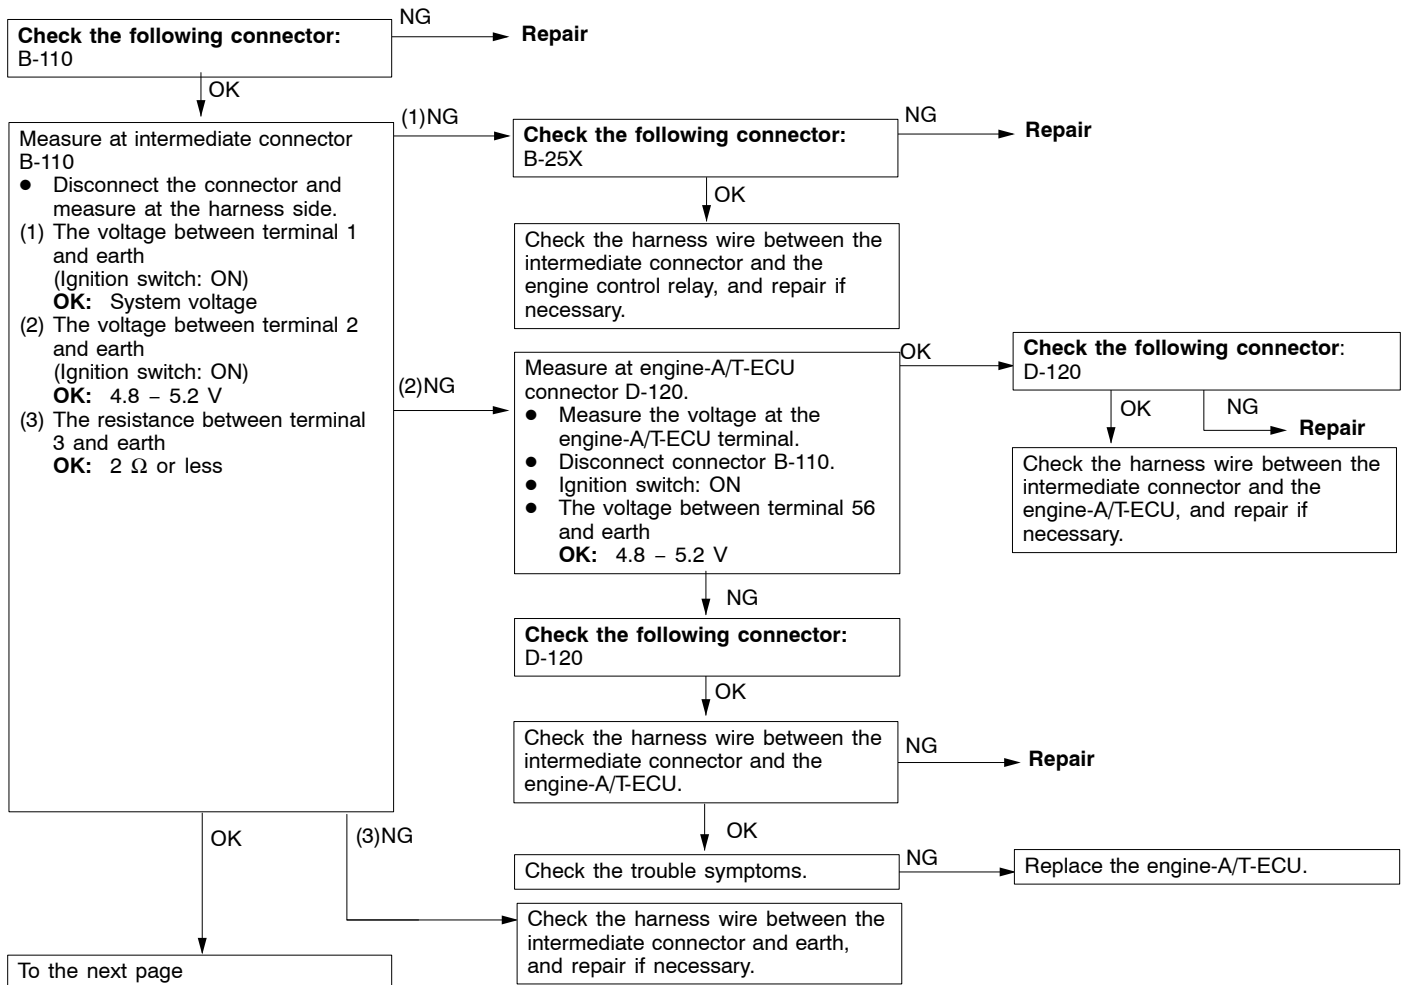 Check the following connector:
B-110
NG
Repair
OK
Measure at intermediate connector
B-110
● Disconnect the connector and
measure at the harness side.
(1) The voltage between terminal 1
and earth
(Ignition switch: ON)
OK: System voltage
(2) The voltage between terminal 2
and earth
(Ignition switch: ON)
OK: 4.8 – 5.2 V
(3) The resistance between terminal
3 and earth
OK: 2 Ω or less
(1)NG
Check the following connector:
B-25X
NG
Repair
OK
Check the harness wire between the
intermediate connector and the
engine control relay, and repair if
necessary.
(2)NG
Measure at engine-A/T-ECU
connector D-120.
● Measure the voltage at the
engine-A/T-ECU terminal.
● Disconnect connector B-110.
● Ignition switch: ON
● The voltage between terminal 56
and earth
OK: 4.8 – 5.2 V
OK
Check the following connector:
D-120
OK
NG
Repair
Check the harness wire between the
intermediate connector and the
engine-A/T-ECU, and repair if
necessary.
NG
Check the following connector:
D-120
OK
Check the harness wire between the
intermediate connector and the
engine-A/T-ECU.
NG
Repair
OK
Check the trouble symptoms.
NG
Replace the engine-A/T-ECU.
(3)NG
Check the harness wire between the
intermediate connector and earth,
and repair if necessary.
OK
To the next page